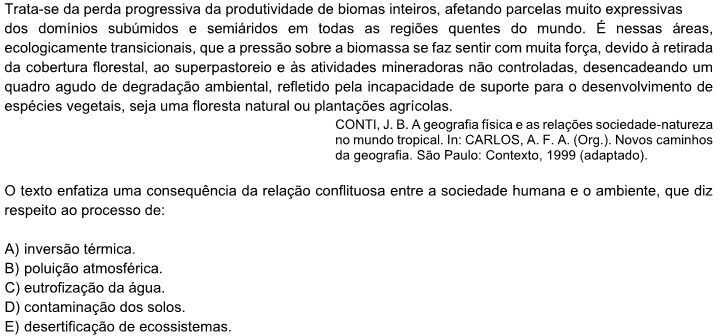 Trata-se da perda progressiva da produtividade de biomas inteiros, afetando parcelas muito expressivas
dos domínios subúmidos e semiáridos em todas as regiões quentes do mundo. É nessas áreas,
ecologicamente transicionais, que a pressão sobre a biomassa se faz sentir com muita força, devido à retirada
da cobertura florestal, ao superpastoreio e às atividades mineradoras não controladas, desencadeando um
quadro agudo de degradação ambiental, refletido pela incapacidade de suporte para o desenvolvimento de
espécies vegetais, seja uma floresta natural ou plantações agrícolas.
CONTI, J. B. A geografia física e as relações sociedade-natureza
no mundo tropical. In: CARLOS, A. F. A. (Org.). Novos caminhos
da geografia. São Paulo: Contexto, 1999 (adaptado).
O texto enfatiza uma consequência da relação conflituosa entre a sociedade humana e o ambiente, que diz
respeito ao processo de:
A) inversão térmica.
B) poluição atmosférica.
C) eutrofização da água.
D) contaminação dos solos.
E) desertificação de ecossistemas.